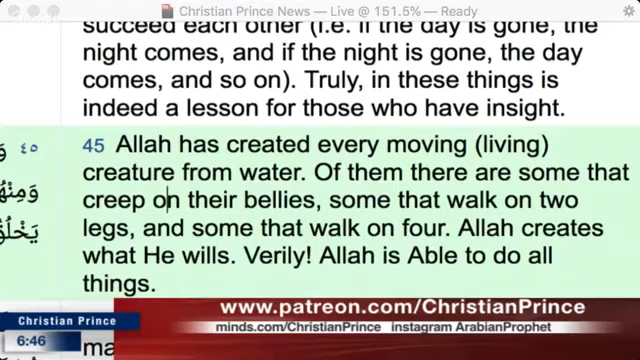 Christian Prince News — Live @ 151.5% — Ready
succeed each other (i.e. if the day is gone, the
night comes, and if the night is gone, the day
comes, and so on). Truly, in these things is
indeed a lesson for those who have insight.
45 Allah has created every moving (living)
creature from water. Of them there are some that
creep on their bellies, some that walk on two
legs, and some that walk on four. Allah creates
what He wills. Verily! Allah is Able to do all
things.
٤٥
www.patreon.com/ChristianPrince
minds.com/ChristianPrince instagram ArabianProphet
Christian Prince
6:46